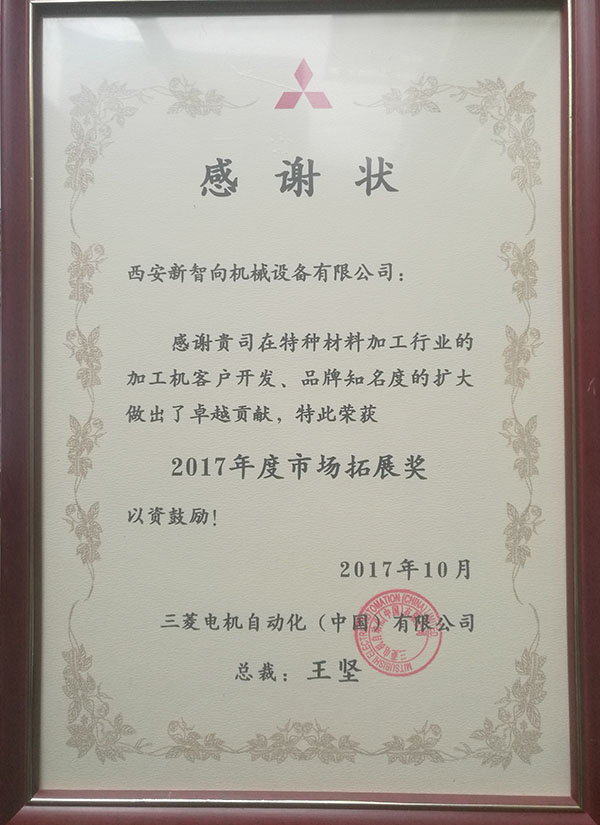 感谢状
西安新智向机械设备有限公司：
感谢贵司在特种材料加工行业的
加工机客户开发、品牌知名度的扩大
做出了卓越贡献，特此荣获
2017年度市场拓展奖
以资鼓励！
2017年10月
三菱电机自动化（中国）有限公司
总裁：王坚